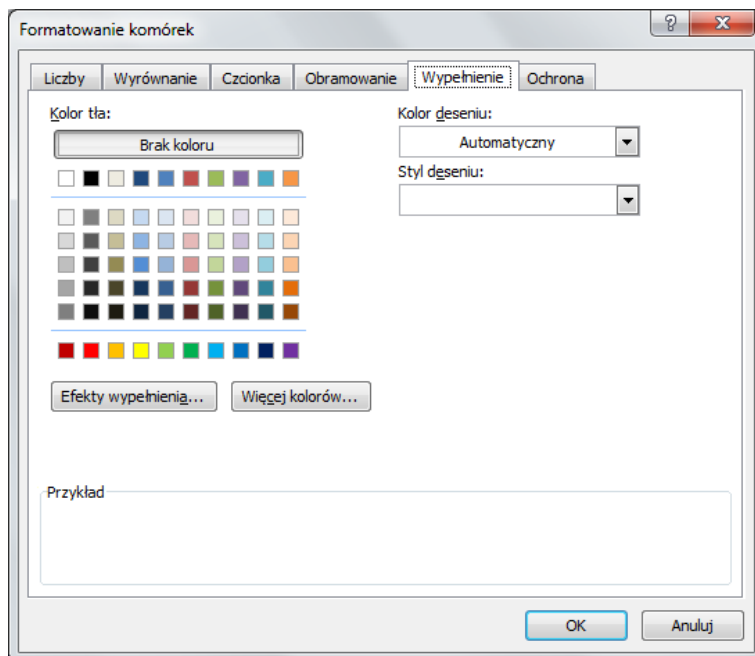 Formatowanie komórek
Liczby Wyrównanie Czcionka Obramowanie Wypełnienie Ochrona
Kolor tła:
Brak koloru
Kolor deseniu:
Automatyczny
Styl deseniu:
Efekty wypełnienia... Więcej kolorów...
Przykład
OK Anuluj